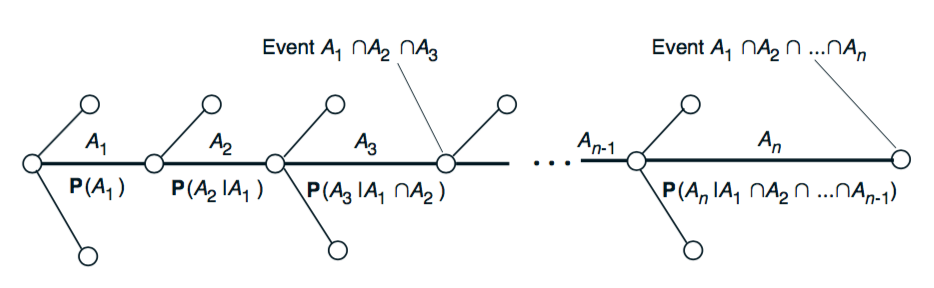 Event A₁ ∩A₂ ∩A₃
Event A₁ ∩A₂ ∩ ...∩Aₙ
A₁
A₂
A₃
...
Aₙ₋₁
Aₙ
P(A₁)
P(A₂ |A₁ )
P(A₃ |A₁ ∩A₂ )
P(Aₙ |A₁ ∩A₂ ∩ ...∩Aₙ₋₁)